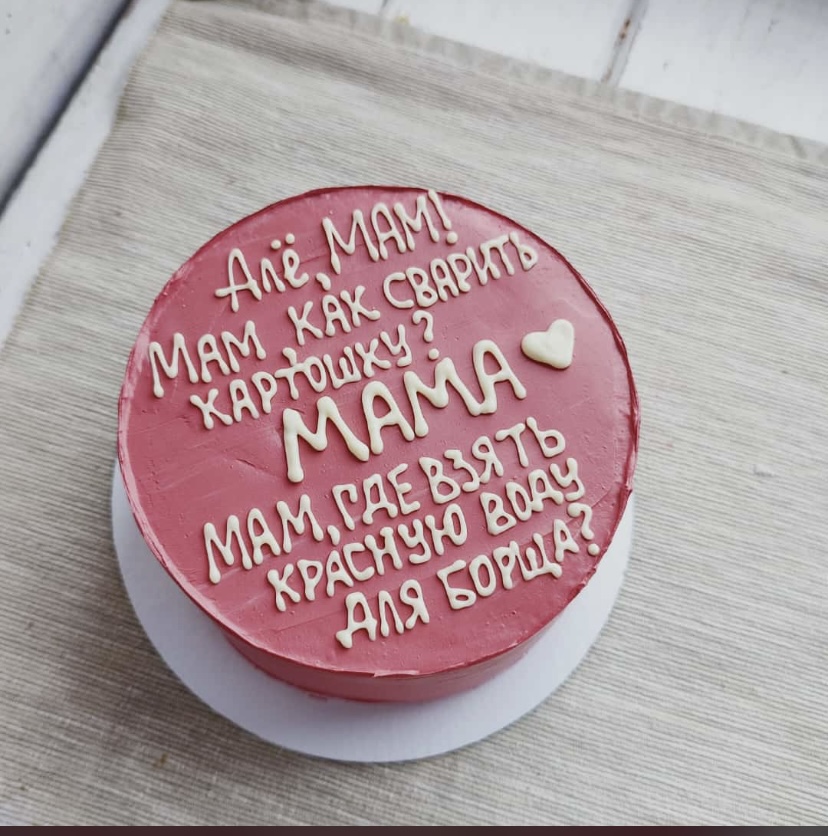 Алё, МАМ!
МАМ КАК СВАРИТЬ
КАРТОШКУ?
МАМА
МАМ, ГДЕ ВЗЯТЬ
КРАСНУЮ ВОДУ
ДЛЯ БОРЩА?